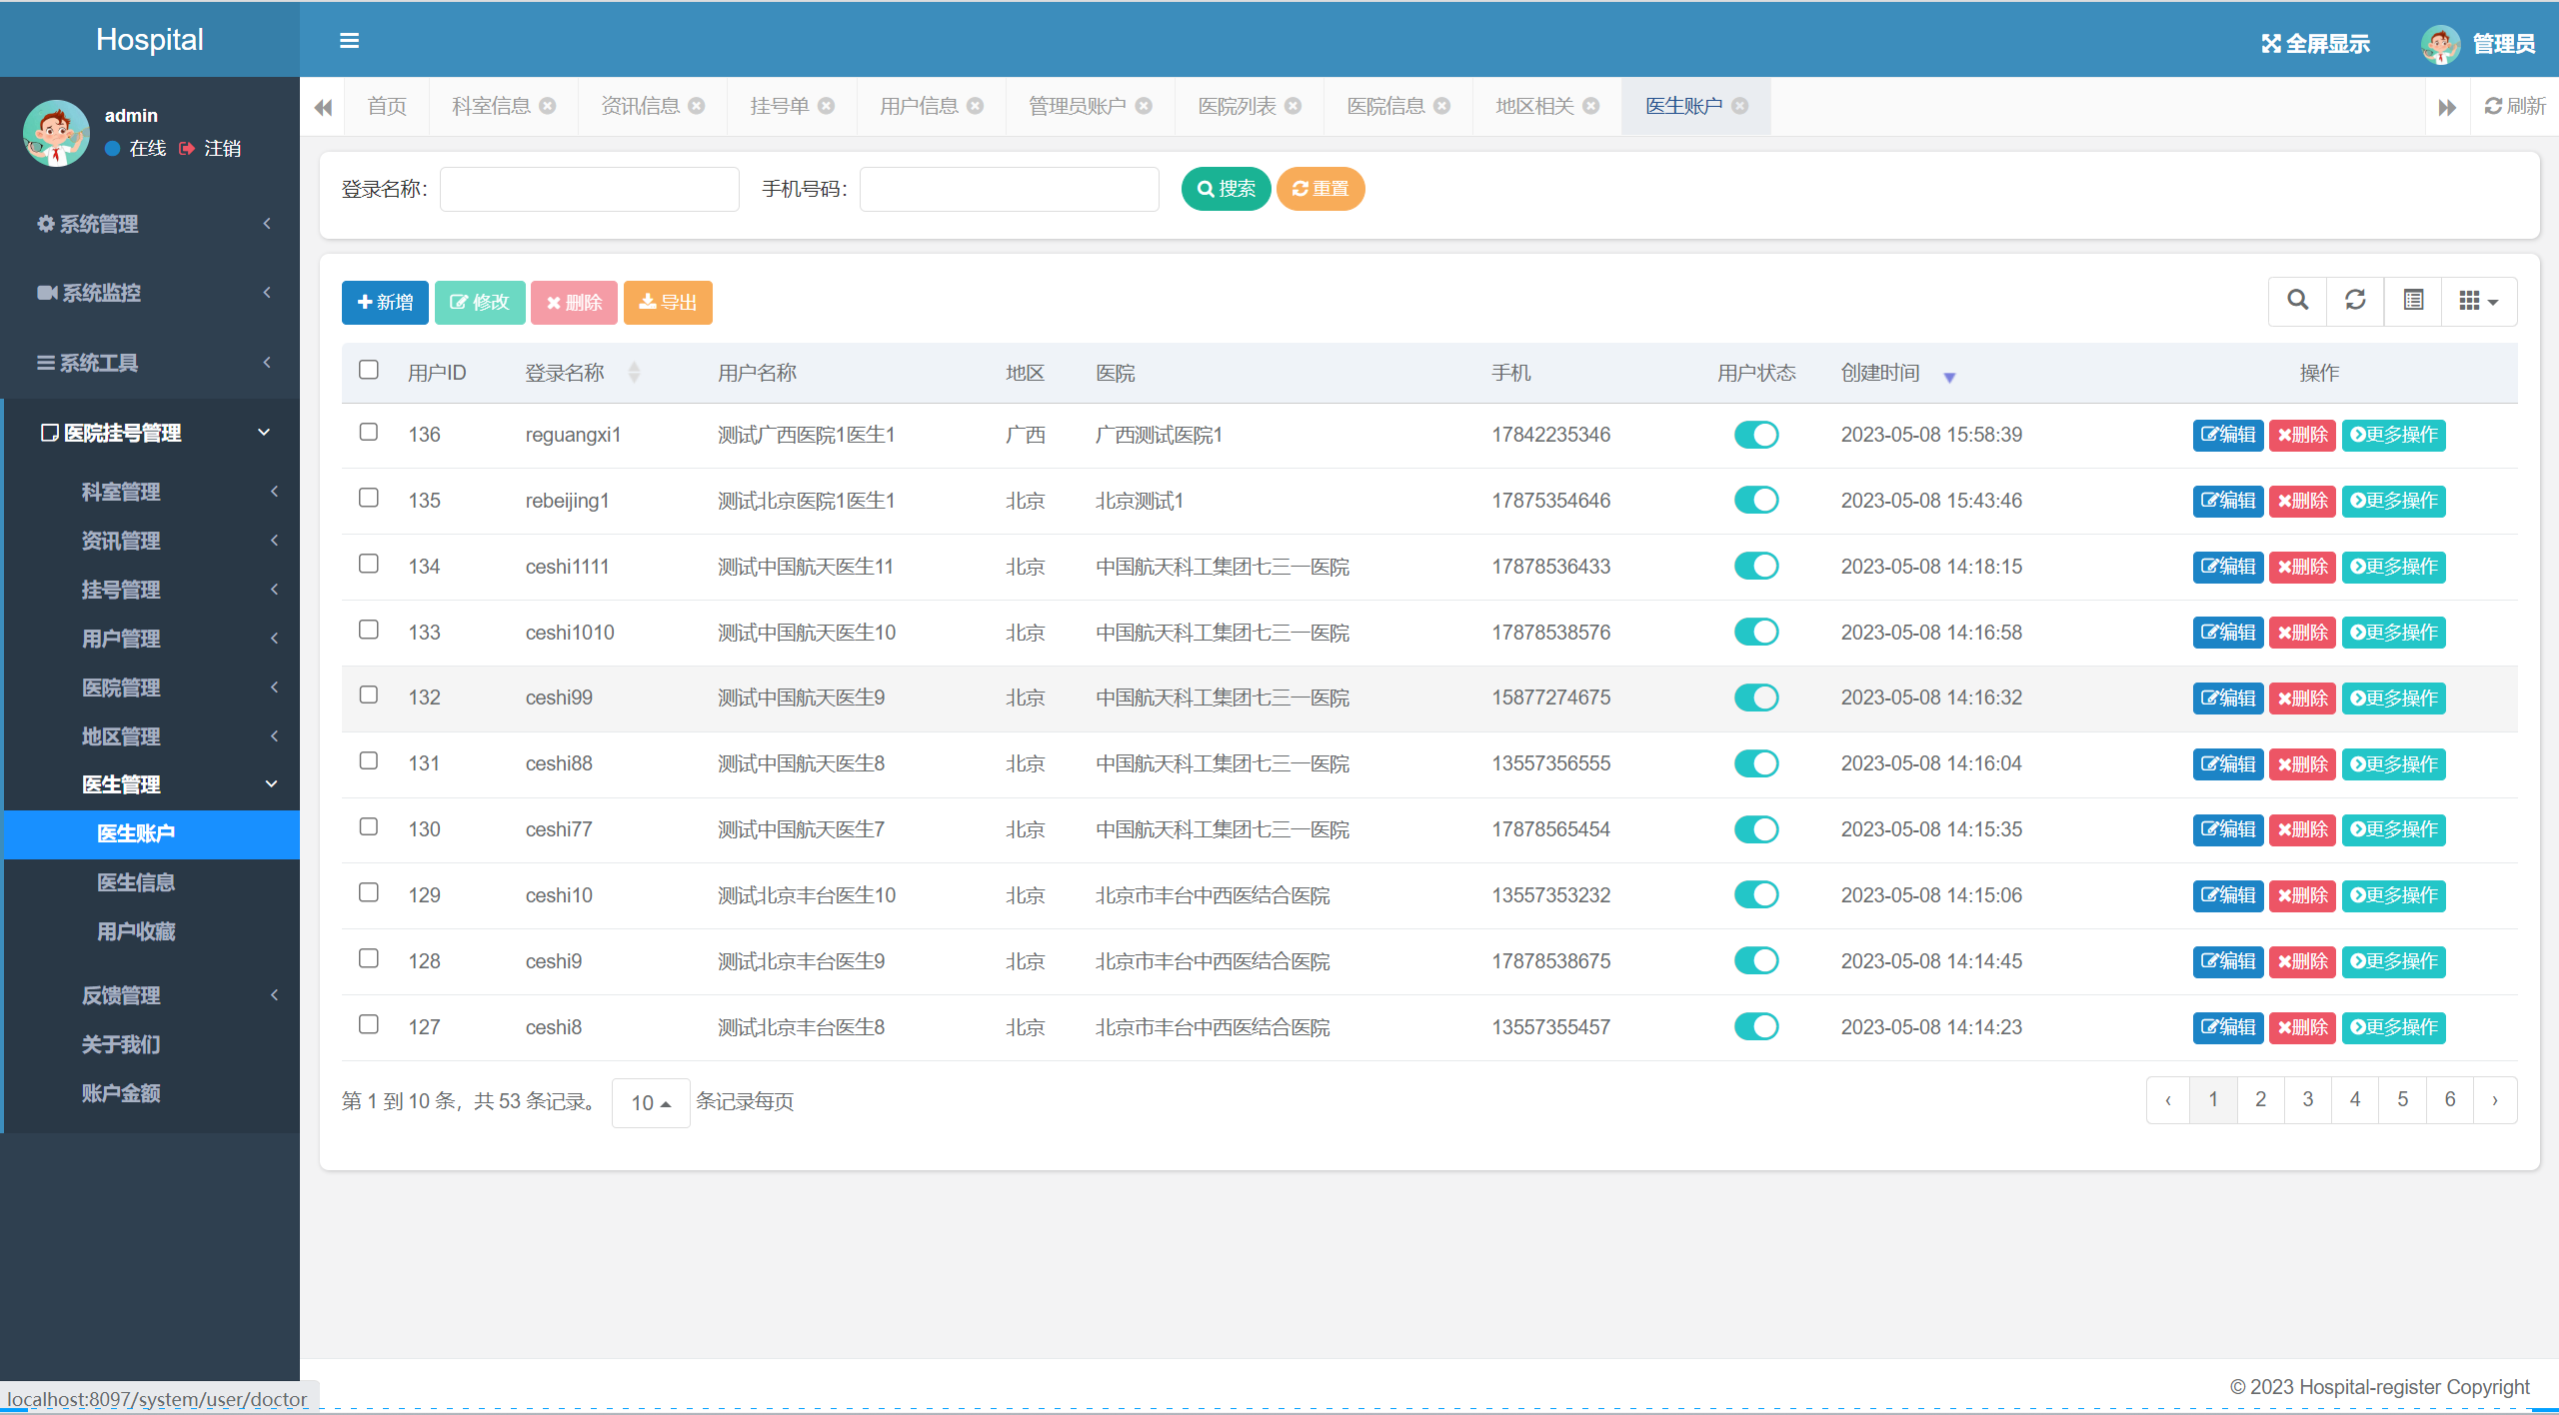 Hospital
全屏显示 管理员
admin
在线 注销
系统管理
系统监控
系统工具
医院挂号管理
科室管理
资讯管理
挂号管理
用户管理
医院管理
地区管理
医生管理
医生账户
医生信息
用户收藏
反馈管理
关于我们
账户金额
首页 科室信息 资讯信息 挂号单 用户信息 管理员账户 医院列表 医院信息 地区相关 医生账户 刷新
登录名称: 手机号码: 搜索 重置
新增 修改 删除 导出
用户ID 登录名称 用户名称 地区 医院 手机 用户状态 创建时间 操作
136 reguangxi1 测试广西医院1医生1 广西 广西测试医院1 17842235346 2023-05-08 15:58:39 编辑 删除 更多操作
135 rebeijing1 测试北京医院1医生1 北京 北京测试1 17875354646 2023-05-08 15:43:46 编辑 删除 更多操作
134 ceshi1111 测试中国航天医生11 北京 中国航天科工集团七三一医院 17878536433 2023-05-08 14:18:15 编辑 删除 更多操作
133 ceshi1010 测试中国航天医生10 北京 中国航天科工集团七三一医院 17878538576 2023-05-08 14:16:58 编辑 删除 更多操作
132 ceshi99 测试中国航天医生9 北京 中国航天科工集团七三一医院 15877274675 2023-05-08 14:16:32 编辑 删除 更多操作
131 ceshi88 测试中国航天医生8 北京 中国航天科工集团七三一医院 13557356555 2023-05-08 14:16:04 编辑 删除 更多操作
130 ceshi77 测试中国航天医生7 北京 中国航天科工集团七三一医院 17878565454 2023-05-08 14:15:35 编辑 删除 更多操作
129 ceshi10 测试北京丰台医生10 北京 北京市丰台中西医结合医院 13557353232 2023-05-08 14:15:06 编辑 删除 更多操作
128 ceshi9 测试北京丰台医生9 北京 北京市丰台中西医结合医院 17878538675 2023-05-08 14:14:45 编辑 删除 更多操作
127 ceshi8 测试北京丰台医生8 北京 北京市丰台中西医结合医院 13557355457 2023-05-08 14:14:23 编辑 删除 更多操作
第 1 到 10 条，共 53 条记录。 10 条记录每页 ‹ 1 2 3 4 5 6 ›
© 2023 Hospital-register Copyright
localhost:8097/system/user/doctor